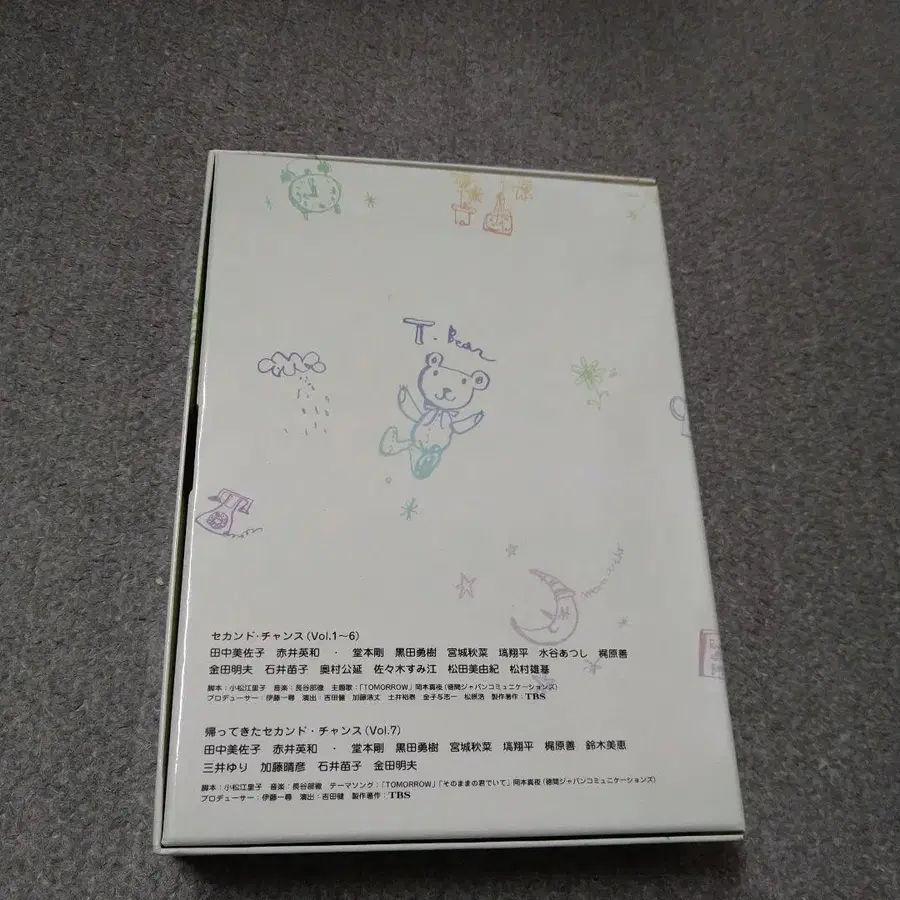 T. Bear
セカンド・チャンス(Vol.1〜6)
田中美佐子 赤井英和 ・ 堂本剛 黒田勇樹 宮城秋菜 塙翔平 水谷あつし 梶原善
金田明夫 石井苗子 奥村公延 佐々木すみ江 松田美由紀 松村雄基
脚本:小松江里子 音楽:長谷部徹 主題歌:「TOMORROW」岡本真夜(徳間ジャパンコミュニケーションズ)
プロデューサー:伊藤一尋 演出:吉田健 加藤浩丈 土井裕泰 金子与志一 松原浩 製作著作:TBS
帰ってきたセカンド・チャンス(Vol.7)
田中美佐子 赤井英和 ・ 堂本剛 黒田勇樹 宮城秋菜 塙翔平 梶原善 鈴木美恵
三井ゆり 加藤晴彦 石井苗子 金田明夫
脚本:小松江里子 音楽:長谷部徹 テーマソング:「TOMORROW」「そのままの君でいて」岡本真夜(徳間ジャパンコミュニケーションズ)
プロデューサー:伊藤一尋 演出:吉田健 製作著作:TBS